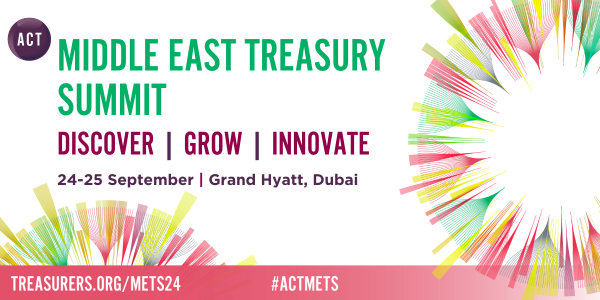 ACT
MIDDLE EAST TREASURY
SUMMIT
DISCOVER | GROW | INNOVATE
24-25 September | Grand Hyatt, Dubai
TREASURERS.ORG/METS24 #ACTMETS